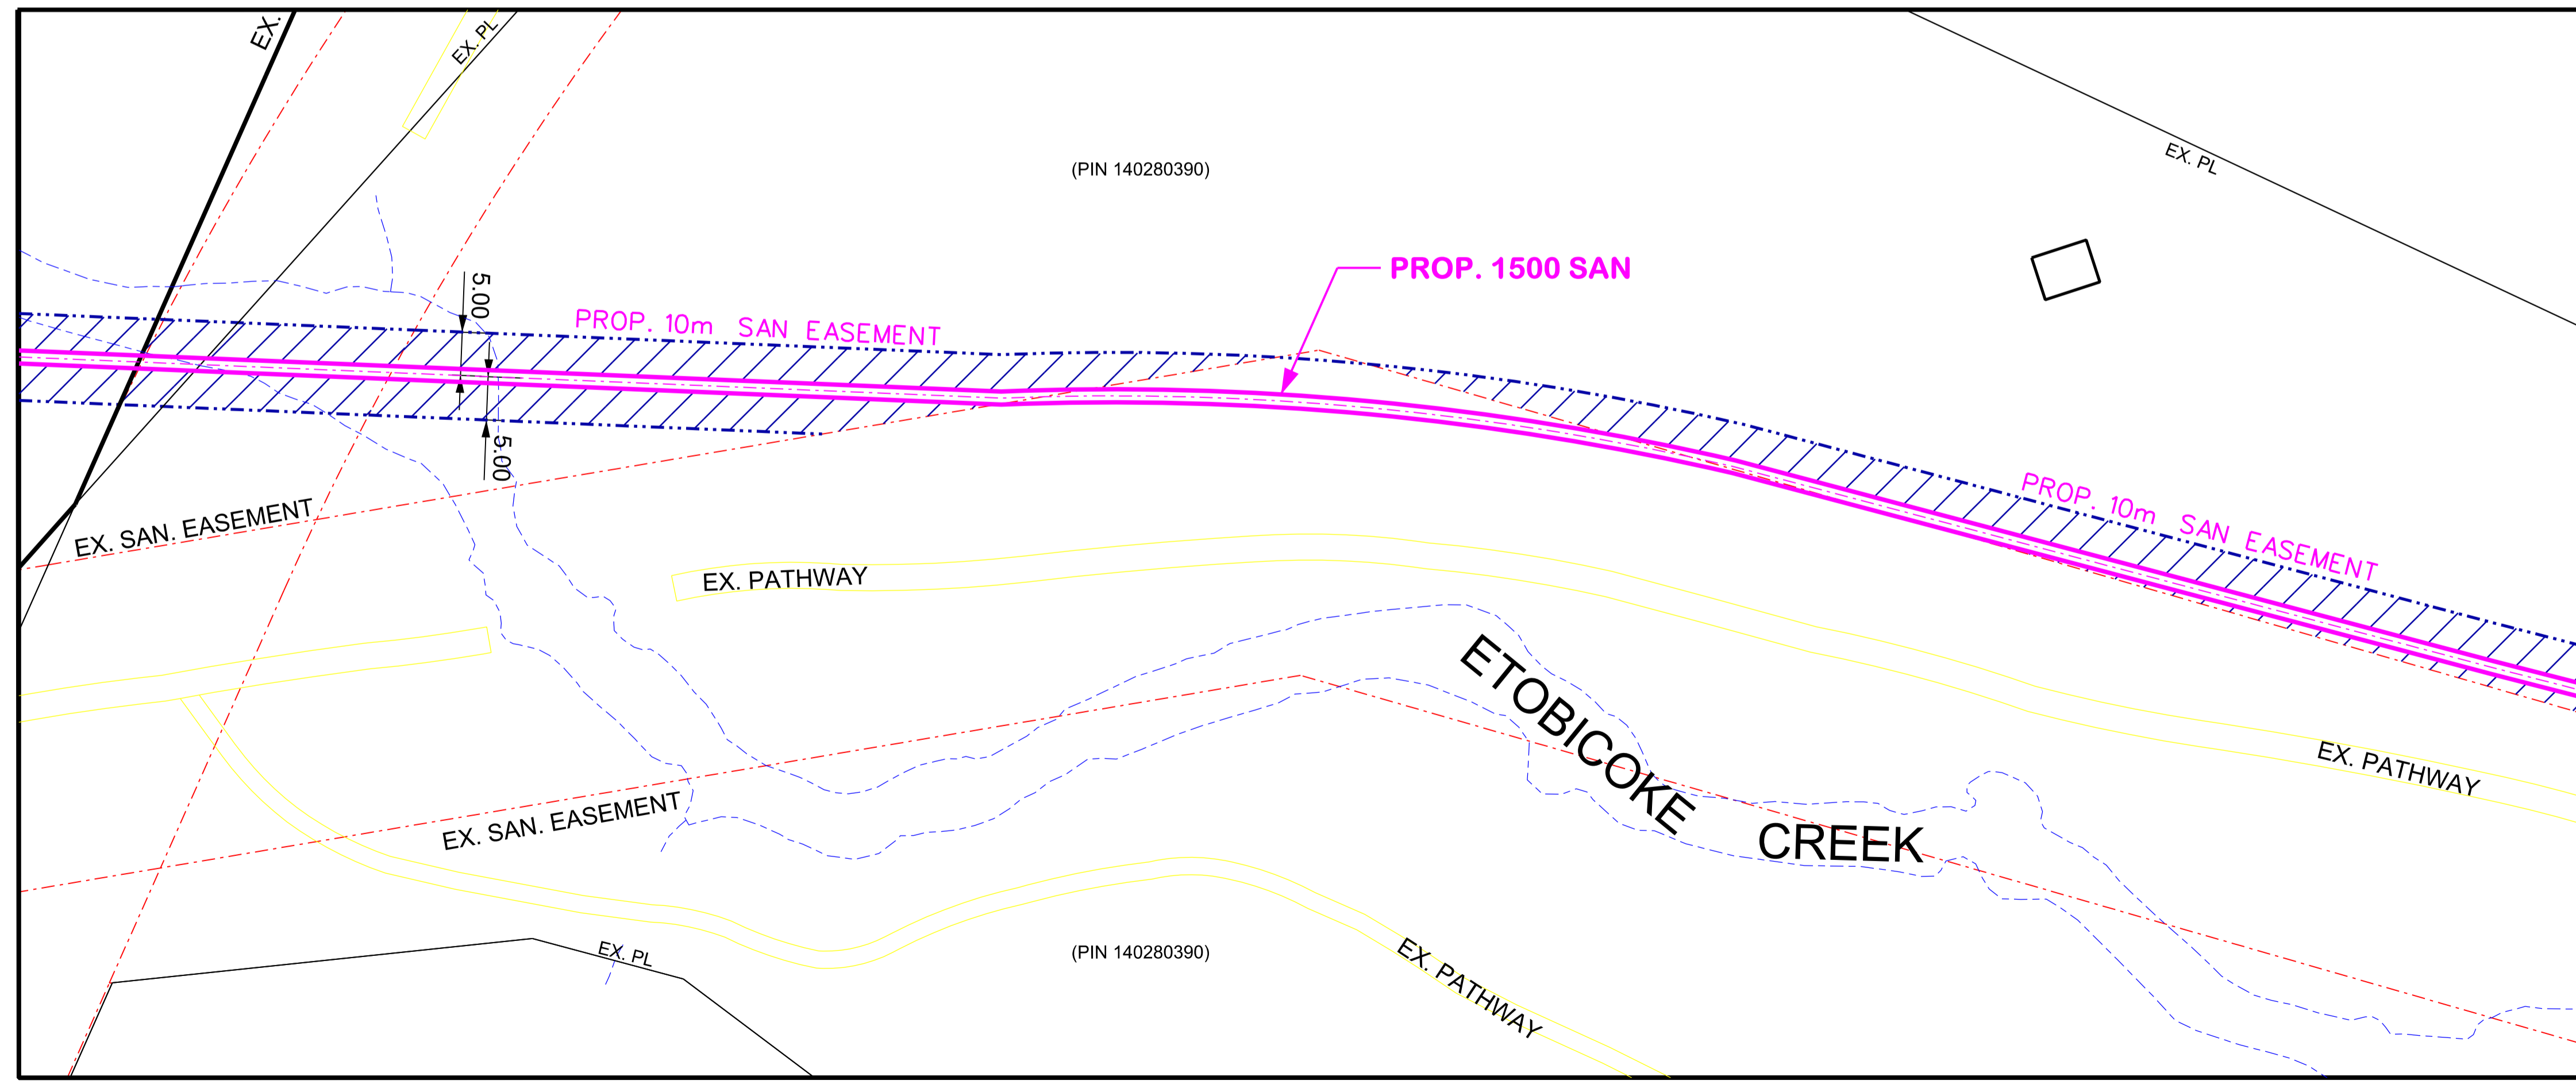 EX.
EX. PL
(PIN 140280390)
EX. PL
PROP. 1500 SAN
5.00
PROP. 10m SAN EASEMENT
5.00
PROP. 10m SAN EASEMENT
EX. SAN. EASEMENT
EX. PATHWAY
ETOBICOKE
CREEK
EX. PATHWAY
EX. SAN. EASEMENT
EX. PL
(PIN 140280390)
EX. PATHWAY